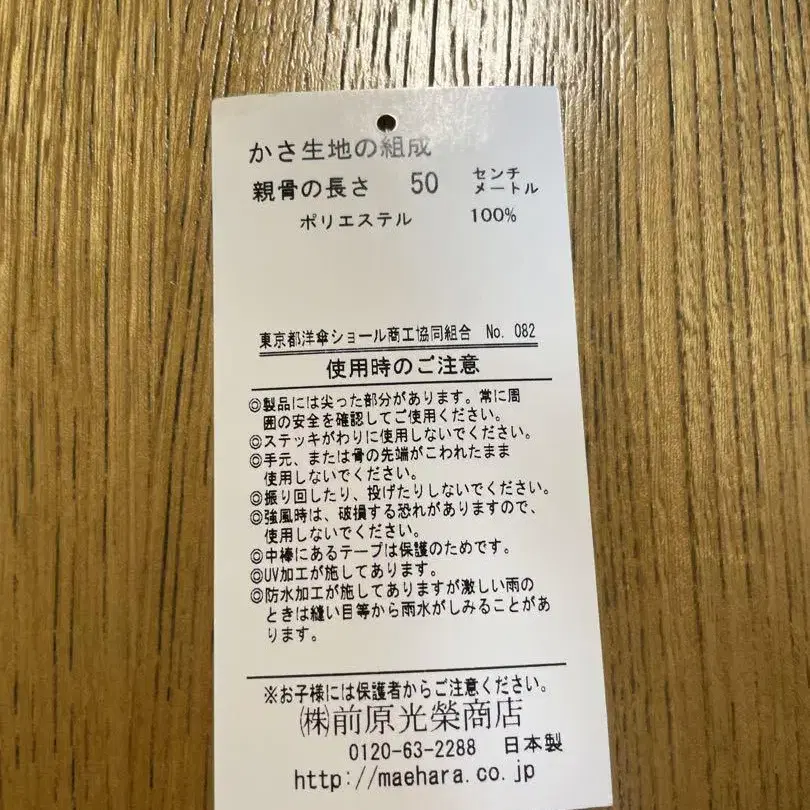 かさ生地の組成
親骨の長さ 50 センチメートル
ポリエステル 100%
東京都洋傘ショール商工協同組合 No. 082
使用時のご注意
◎製品には尖った部分があります。常に周
囲の安全を確認してご使用ください。
◎ステッキがわりに使用しないでください。
◎手元、または骨の先端がこわれたまま
使用しないでください。
◎振り回したり、投げたりしないでください。
◎強風時は、破損する恐れがありますので、
使用しないでください。
◎中棒にあるテープは保護のためです。
◎UV加工が施してあります。
◎防水加工が施してありますが激しい雨の
ときは縫い目等から雨水がしみることがあ
ります。
※お子様には保護者からご注意ください。
㈱前原光榮商店
0120-63-2288 日本製
http://maehara.co.jp